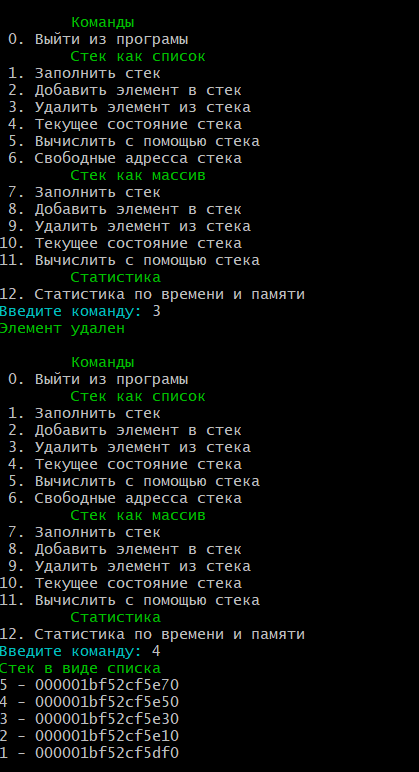 Команды
0. Выйти из програмы
Стек как список
1. Заполнить стек
2. Добавить элемент в стек
3. Удалить элемент из стека
4. Текущее состояние стека
5. Вычислить с помощью стека
6. Свободные адресса стека
Стек как массив
7. Заполнить стек
8. Добавить элемент в стек
9. Удалить элемент из стека
10. Текущее состояние стека
11. Вычислить с помощью стека
Статистика
12. Статистика по времени и памяти
Введите команду: 3
Элемент удален
Команды
0. Выйти из програмы
Стек как список
1. Заполнить стек
2. Добавить элемент в стек
3. Удалить элемент из стека
4. Текущее состояние стека
5. Вычислить с помощью стека
6. Свободные адресса стека
Стек как массив
7. Заполнить стек
8. Добавить элемент в стек
9. Удалить элемент из стека
10. Текущее состояние стека
11. Вычислить с помощью стека
Статистика
12. Статистика по времени и памяти
Введите команду: 4
Стек в виде списка
5 - 000001bf52cf5e70
4 - 000001bf52cf5e50
3 - 000001bf52cf5e30
2 - 000001bf52cf5e10
1 - 000001bf52cf5df0